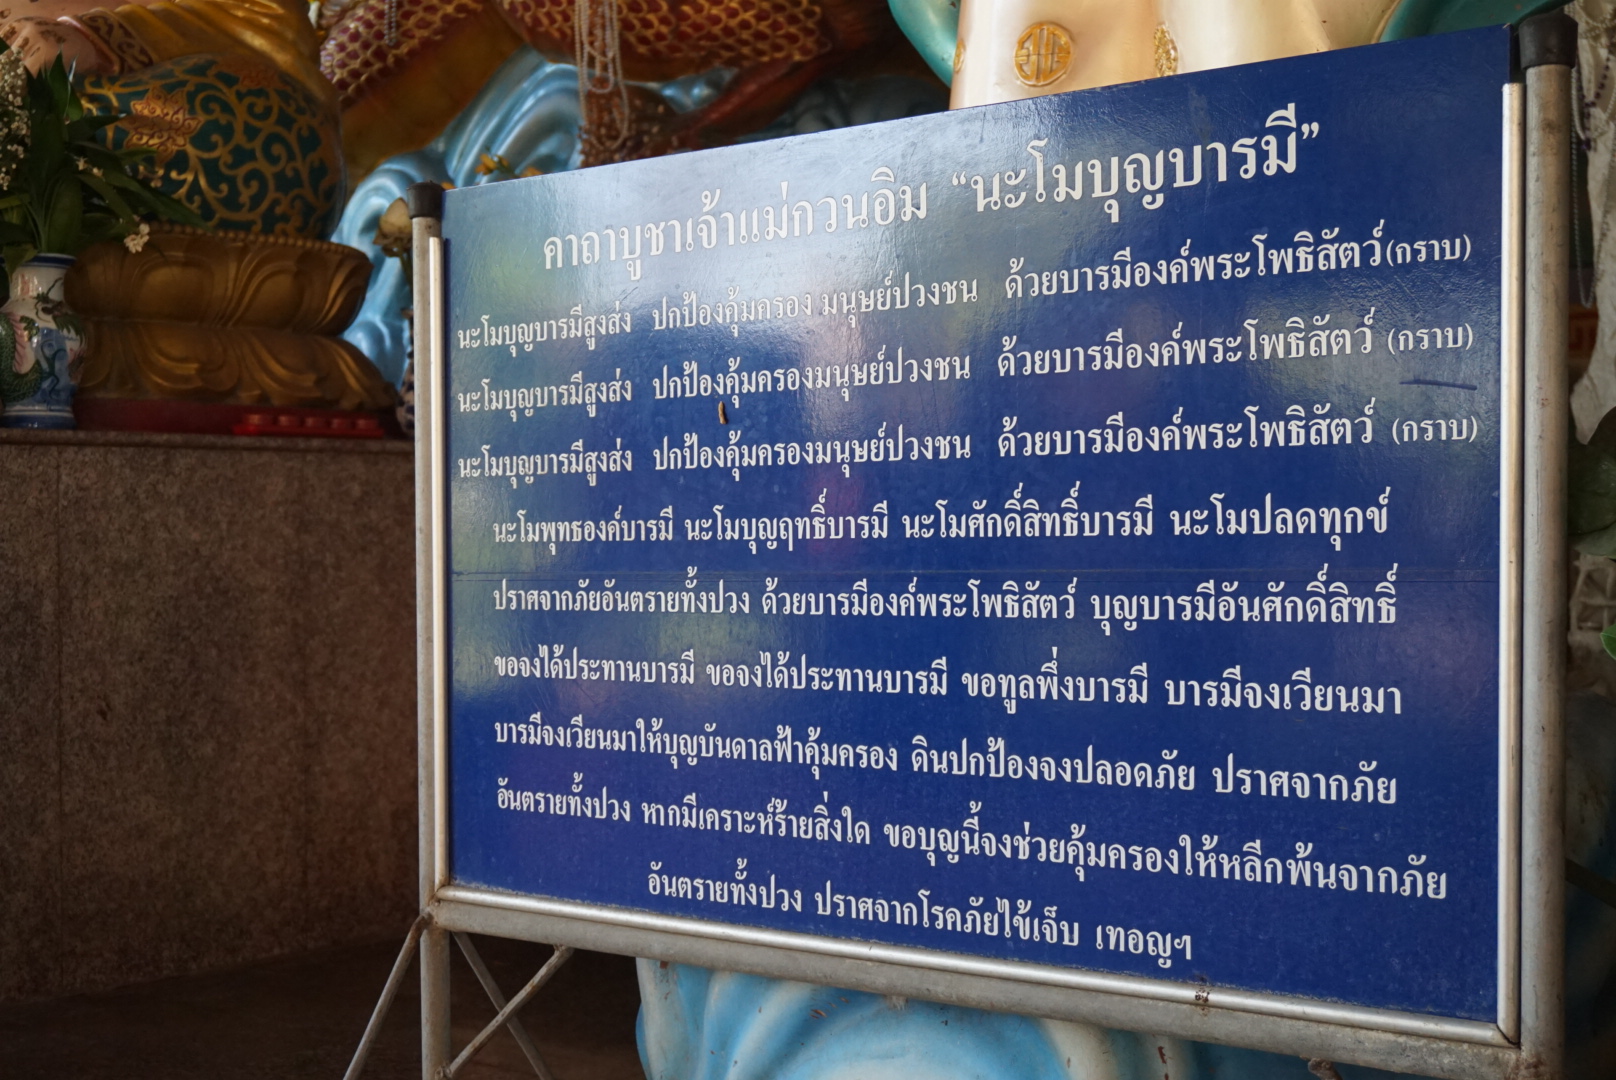 คาถาบูชาเจ้าแม่กวนอิม “นะโมบุญบารมี”
นะโมบุญบารมีสูงส่ง ปกป้องคุ้มครอง มนุษย์ปวงชน ด้วยบารมีองค์พระโพธิสัตว์(กราบ)
นะโมบุญบารมีสูงส่ง ปกป้องคุ้มครองมนุษย์ปวงชน ด้วยบารมีองค์พระโพธิสัตว์ (กราบ)
นะโมบุญบารมีสูงส่ง ปกป้องคุ้มครองมนุษย์ปวงชน ด้วยบารมีองค์พระโพธิสัตว์ (กราบ)
นะโมพุทธองค์บารมี นะโมบุญฤทธิ์บารมี นะโมศักดิ์สิทธิ์บารมี นะโมปลดทุกข์
ปราศจากภัยอันตรายทั้งปวง ด้วยบารมีองค์พระโพธิสัตว์ บุญบารมีอันศักดิ์สิทธิ์
ขอจงได้ประทานบารมี ขอจงได้ประทานบารมี ขอทูลพึ่งบารมี บารมีจงเวียนมา
บารมีจงเวียนมาให้บุญบันดาลฟ้าคุ้มครอง ดินปกป้องจงปลอดภัย ปราศจากภัย
อันตรายทั้งปวง หากมีเคราะห์ร้ายสิ่งใด ขอบุญนี้จงช่วยคุ้มครองให้หลีกพ้นจากภัย
อันตรายทั้งปวง ปราศจากโรคภัยไข้เจ็บ เทอญฯ